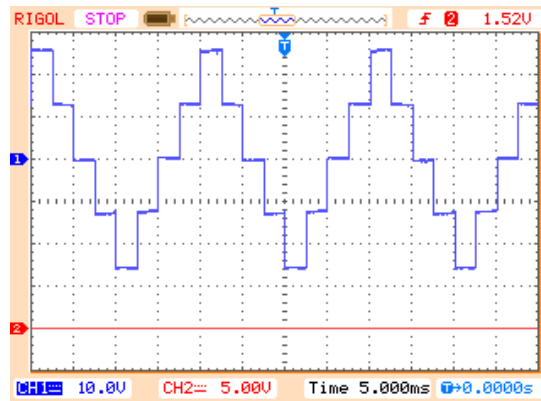 RIGOL STOP T f 2 1.52V
T
1
2
CH1 10.0V CH2 5.00V Time 5.000ms T→0.0000s